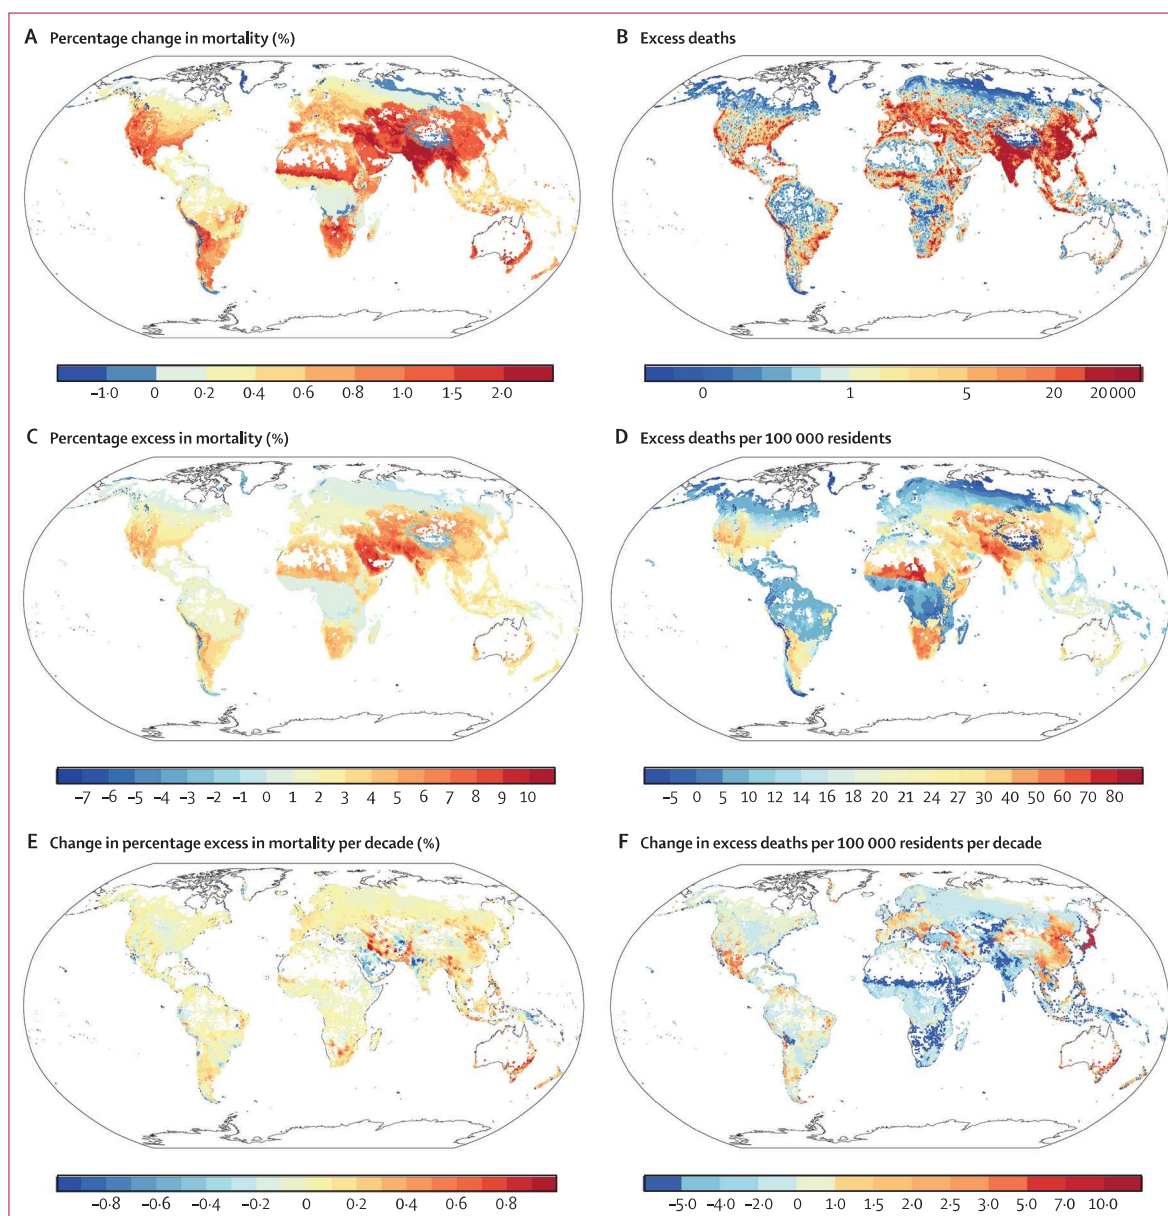 A Percentage change in mortality (%)
B Excess deaths
–1·0 0 0·2 0·4 0·6 0·8 1·0 1·5 2·0
0 1 5 20 20 000
C Percentage excess in mortality (%)
D Excess deaths per 100 000 residents
–7 –6 –5 –4 –3 –2 –1 0 1 2 3 4 5 6 7 8 9 10
–5 0 5 10 12 14 16 18 20 21 24 27 30 40 50 60 70 80
E Change in percentage excess in mortality per decade (%)
F Change in excess deaths per 100 000 residents per decade
–0·8 –0·6 –0·4 –0·2 0 0·2 0·4 0·6 0·8
–5·0 –4·0 –2·0 0 1 1·5 2·0 3·0 5·0 7·0 10·0